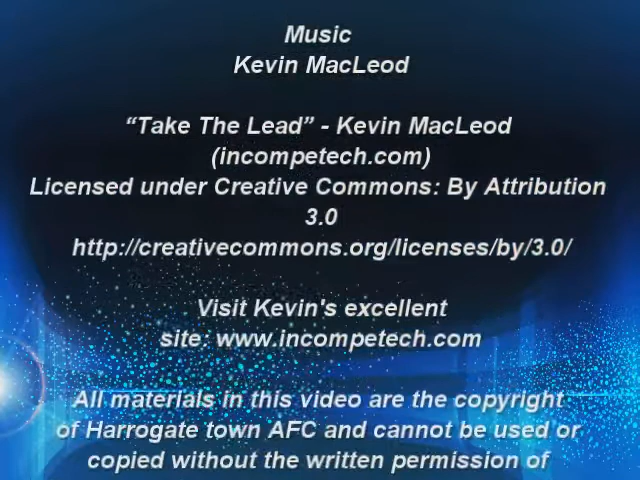 Music
Kevin MacLeod
“Take The Lead” - Kevin MacLeod
(incompetech.com)
Licensed under Creative Commons: By Attribution
3.0
http://creativecommons.org/licenses/by/3.0/
Visit Kevin's excellent
site: www.incompetech.com
All materials in this video are the copyright
of Harrogate town AFC and cannot be used or
copied without the written permission of